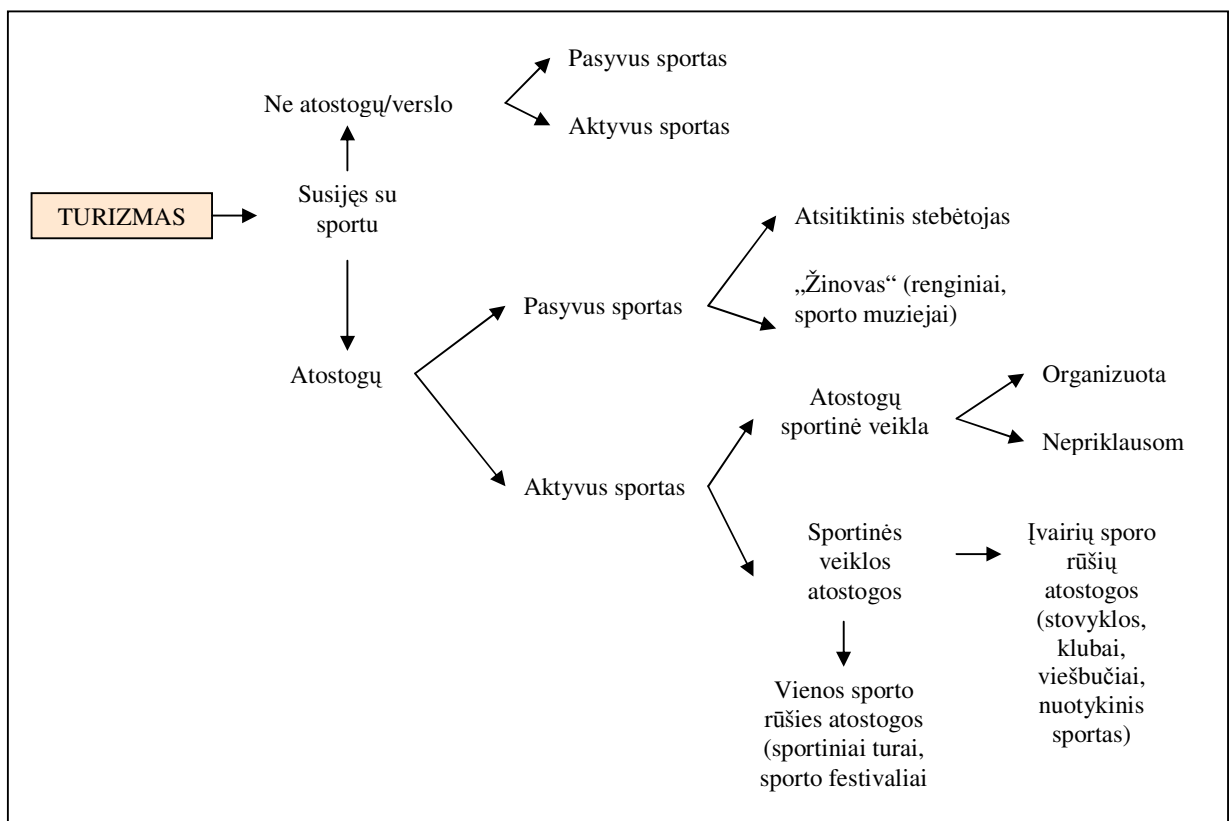 Pasyvus sportas
Ne atostogų/verslo
Aktyvus sportas
TURIZMAS
Susijęs su
sportu
Atsitiktinis stebėtojas
„Žinovas“ (renginiai,
sporto muziejai)
Pasyvus sportas
Atostogų
Organizuota
Atostogų
sportinė veikla
Nepriklausom
Aktyvus sportas
Sportinės
veiklos
atostogos
Įvairių sporo
rūšių
atostogos
(stovyklos,
klubai,
viešbučiai,
nuotykinis
sportas)
Vienos sporto
rūšies atostogos
(sportiniai turai,
sporto festivaliai